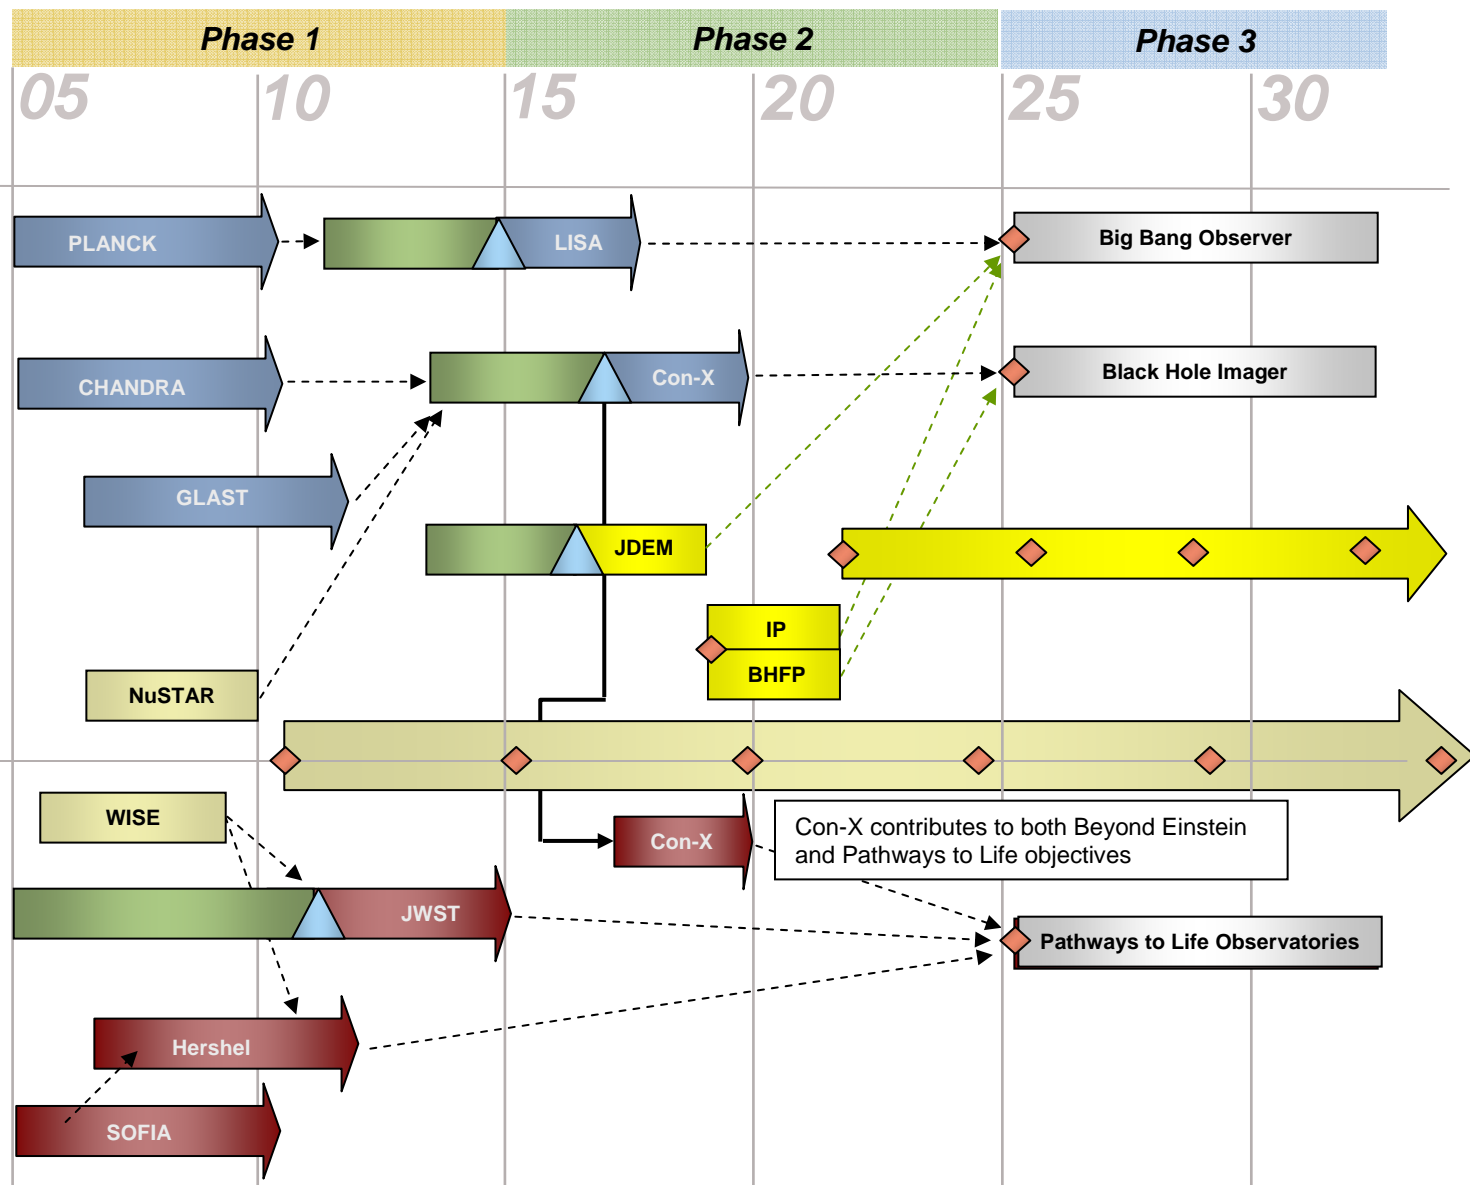 Phase 1
Phase 2
Phase 3
05
10
15
20
25
30
PLANCK
LISA
Big Bang Observer
CHANDRA
Con-X
Black Hole Imager
GLAST
JDEM
IP
BHFP
NuSTAR
WISE
Con-X
Con-X contributes to both Beyond Einstein
and Pathways to Life objectives
JWST
Pathways to Life Observatories
Hershel
SOFIA